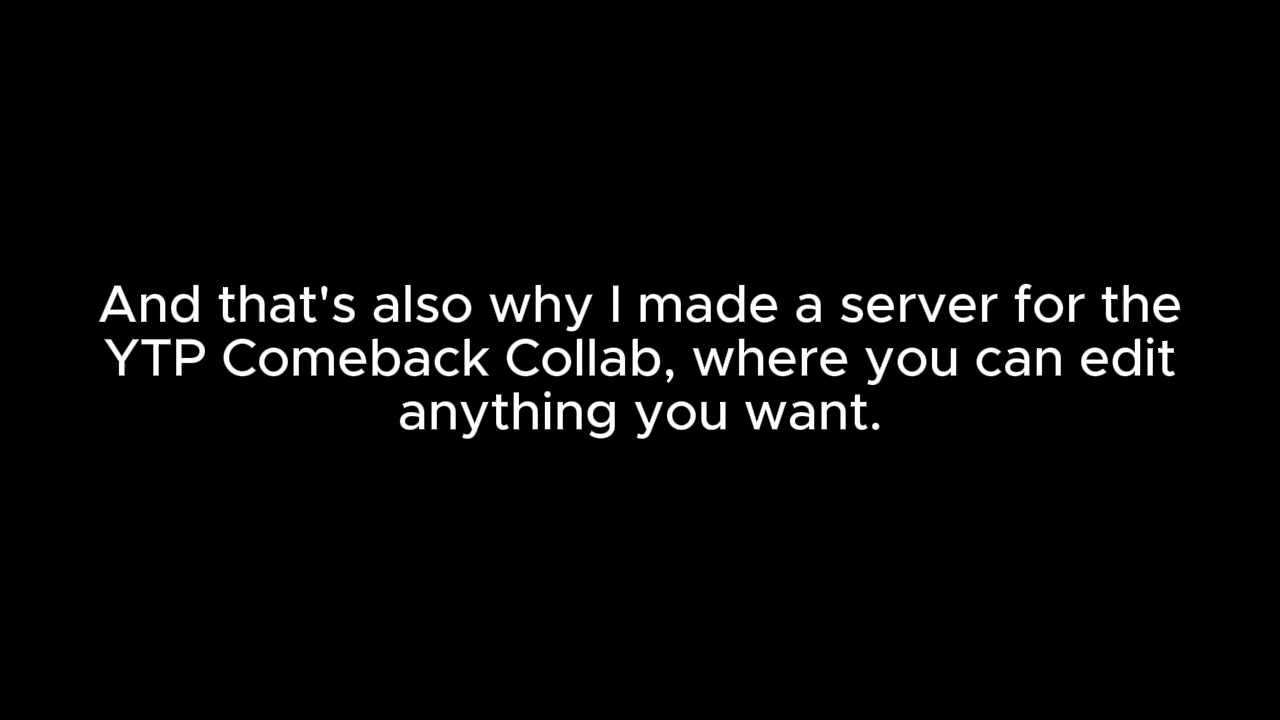 And that's also why I made a server for the
YTP Comeback Collab, where you can edit
anything you want.